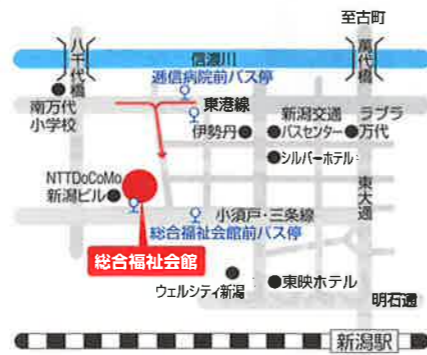 至古町
八千代橋
信濃川
萬代橋
逓信病院前バス停
南万代
小学校
東港線
伊勢丹
新潟交通
バスセンター
ラブラ
万代
シルバーホテル
NTTDoCoMo
新潟ビル
東大通
小須戸・三条線
総合福祉会館前バス停
総合福祉会館
ウェルシティ新潟
東映ホテル
明石通
新潟駅